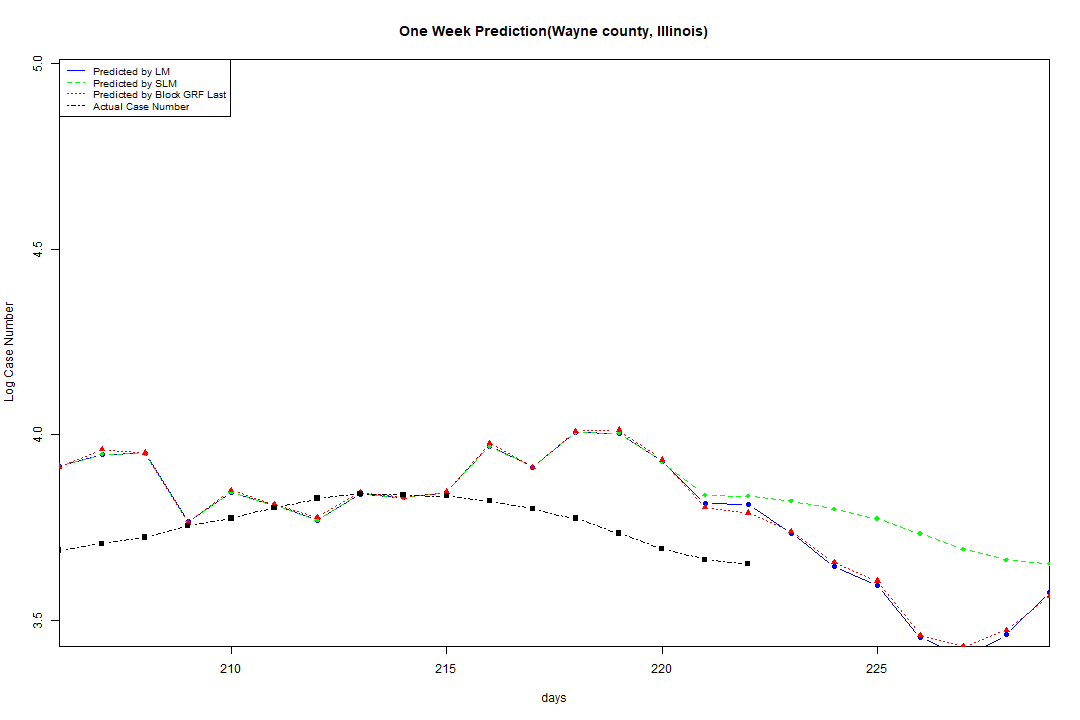 One Week Prediction(Wayne county, Illinois)
Predicted by LM
Predicted by SLM
Predicted by Block GRF Last
Actual Case Number
5.0
4.5
4.0
3.5
Log Case Number
210 215 220 225
days